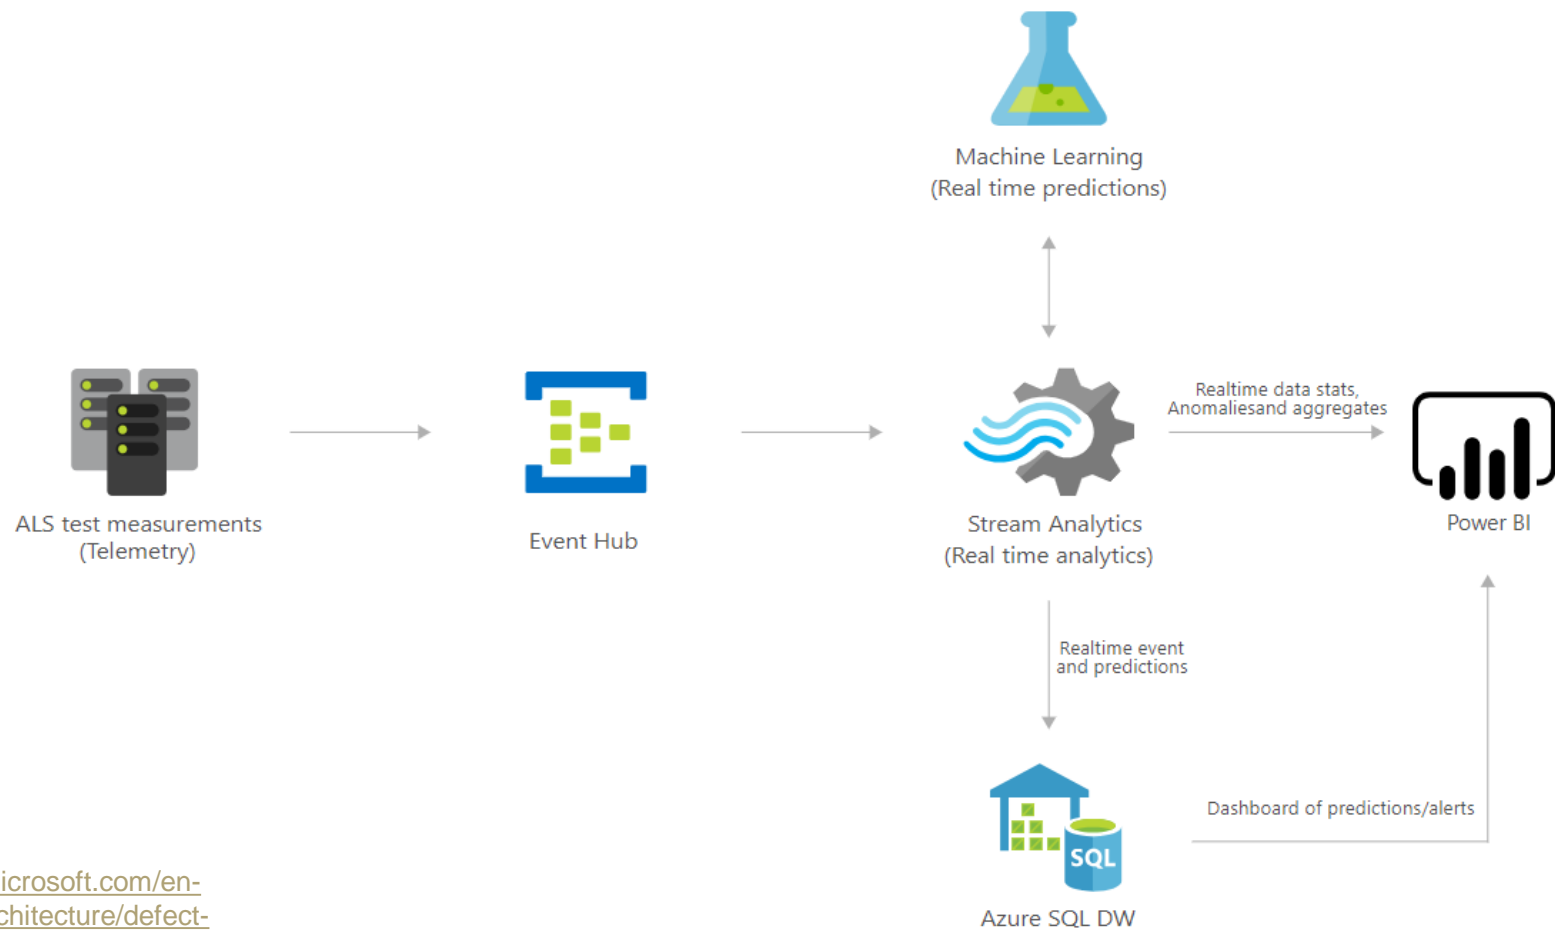 Machine Learning
(Real time predictions)
Realtime data stats,
Anomaliesand aggregates
ALS test measurements
(Telemetry)
Event Hub
Stream Analytics
(Real time analytics)
Power BI
Realtime event
and predictions
Dashboard of predictions/alerts
SQL
Azure SQL DW
icrosoft.com/en-
chitecture/defect-